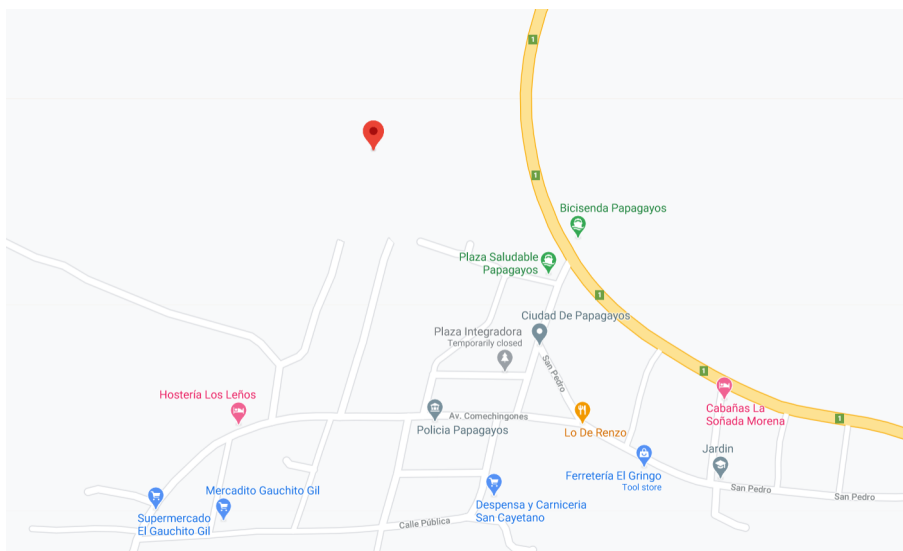 1
1
Bicisenda Papagayos
Plaza Saludable
Papagayos
1
Ciudad De Papagayos
Plaza Integradora
Temporarily closed
San Pedro
1
Hostería Los Leños
Cabañas La
Soñada Morena
Av. Comechingones
1
Policia Papagayos
Lo De Renzo
Jardin
Ferretería El Gringo
Tool store
Mercadito Gauchito Gil
San Pedro
San Pedro
Despensa y Carniceria
San Cayetano
Supermercado
El Gauchito Gil
Calle Pública